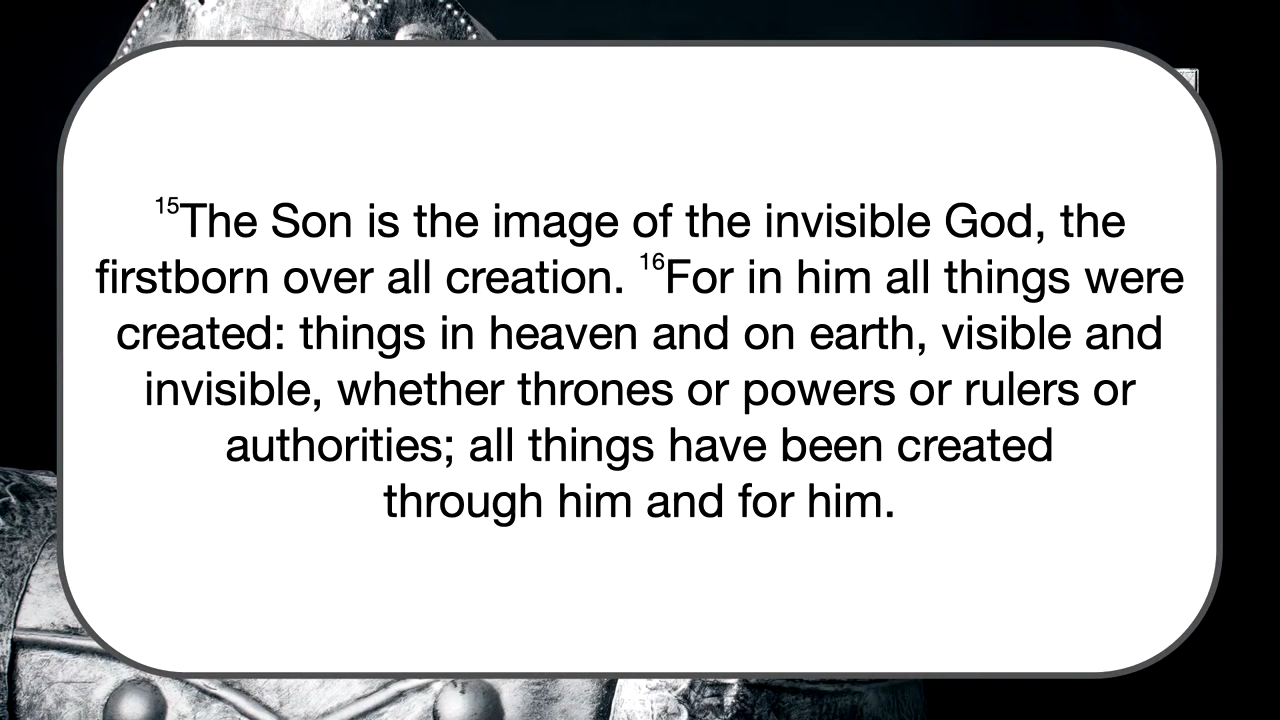 15The Son is the image of the invisible God, the
firstborn over all creation. 16For in him all things were
created: things in heaven and on earth, visible and
invisible, whether thrones or powers or rulers or
authorities; all things have been created
through him and for him.